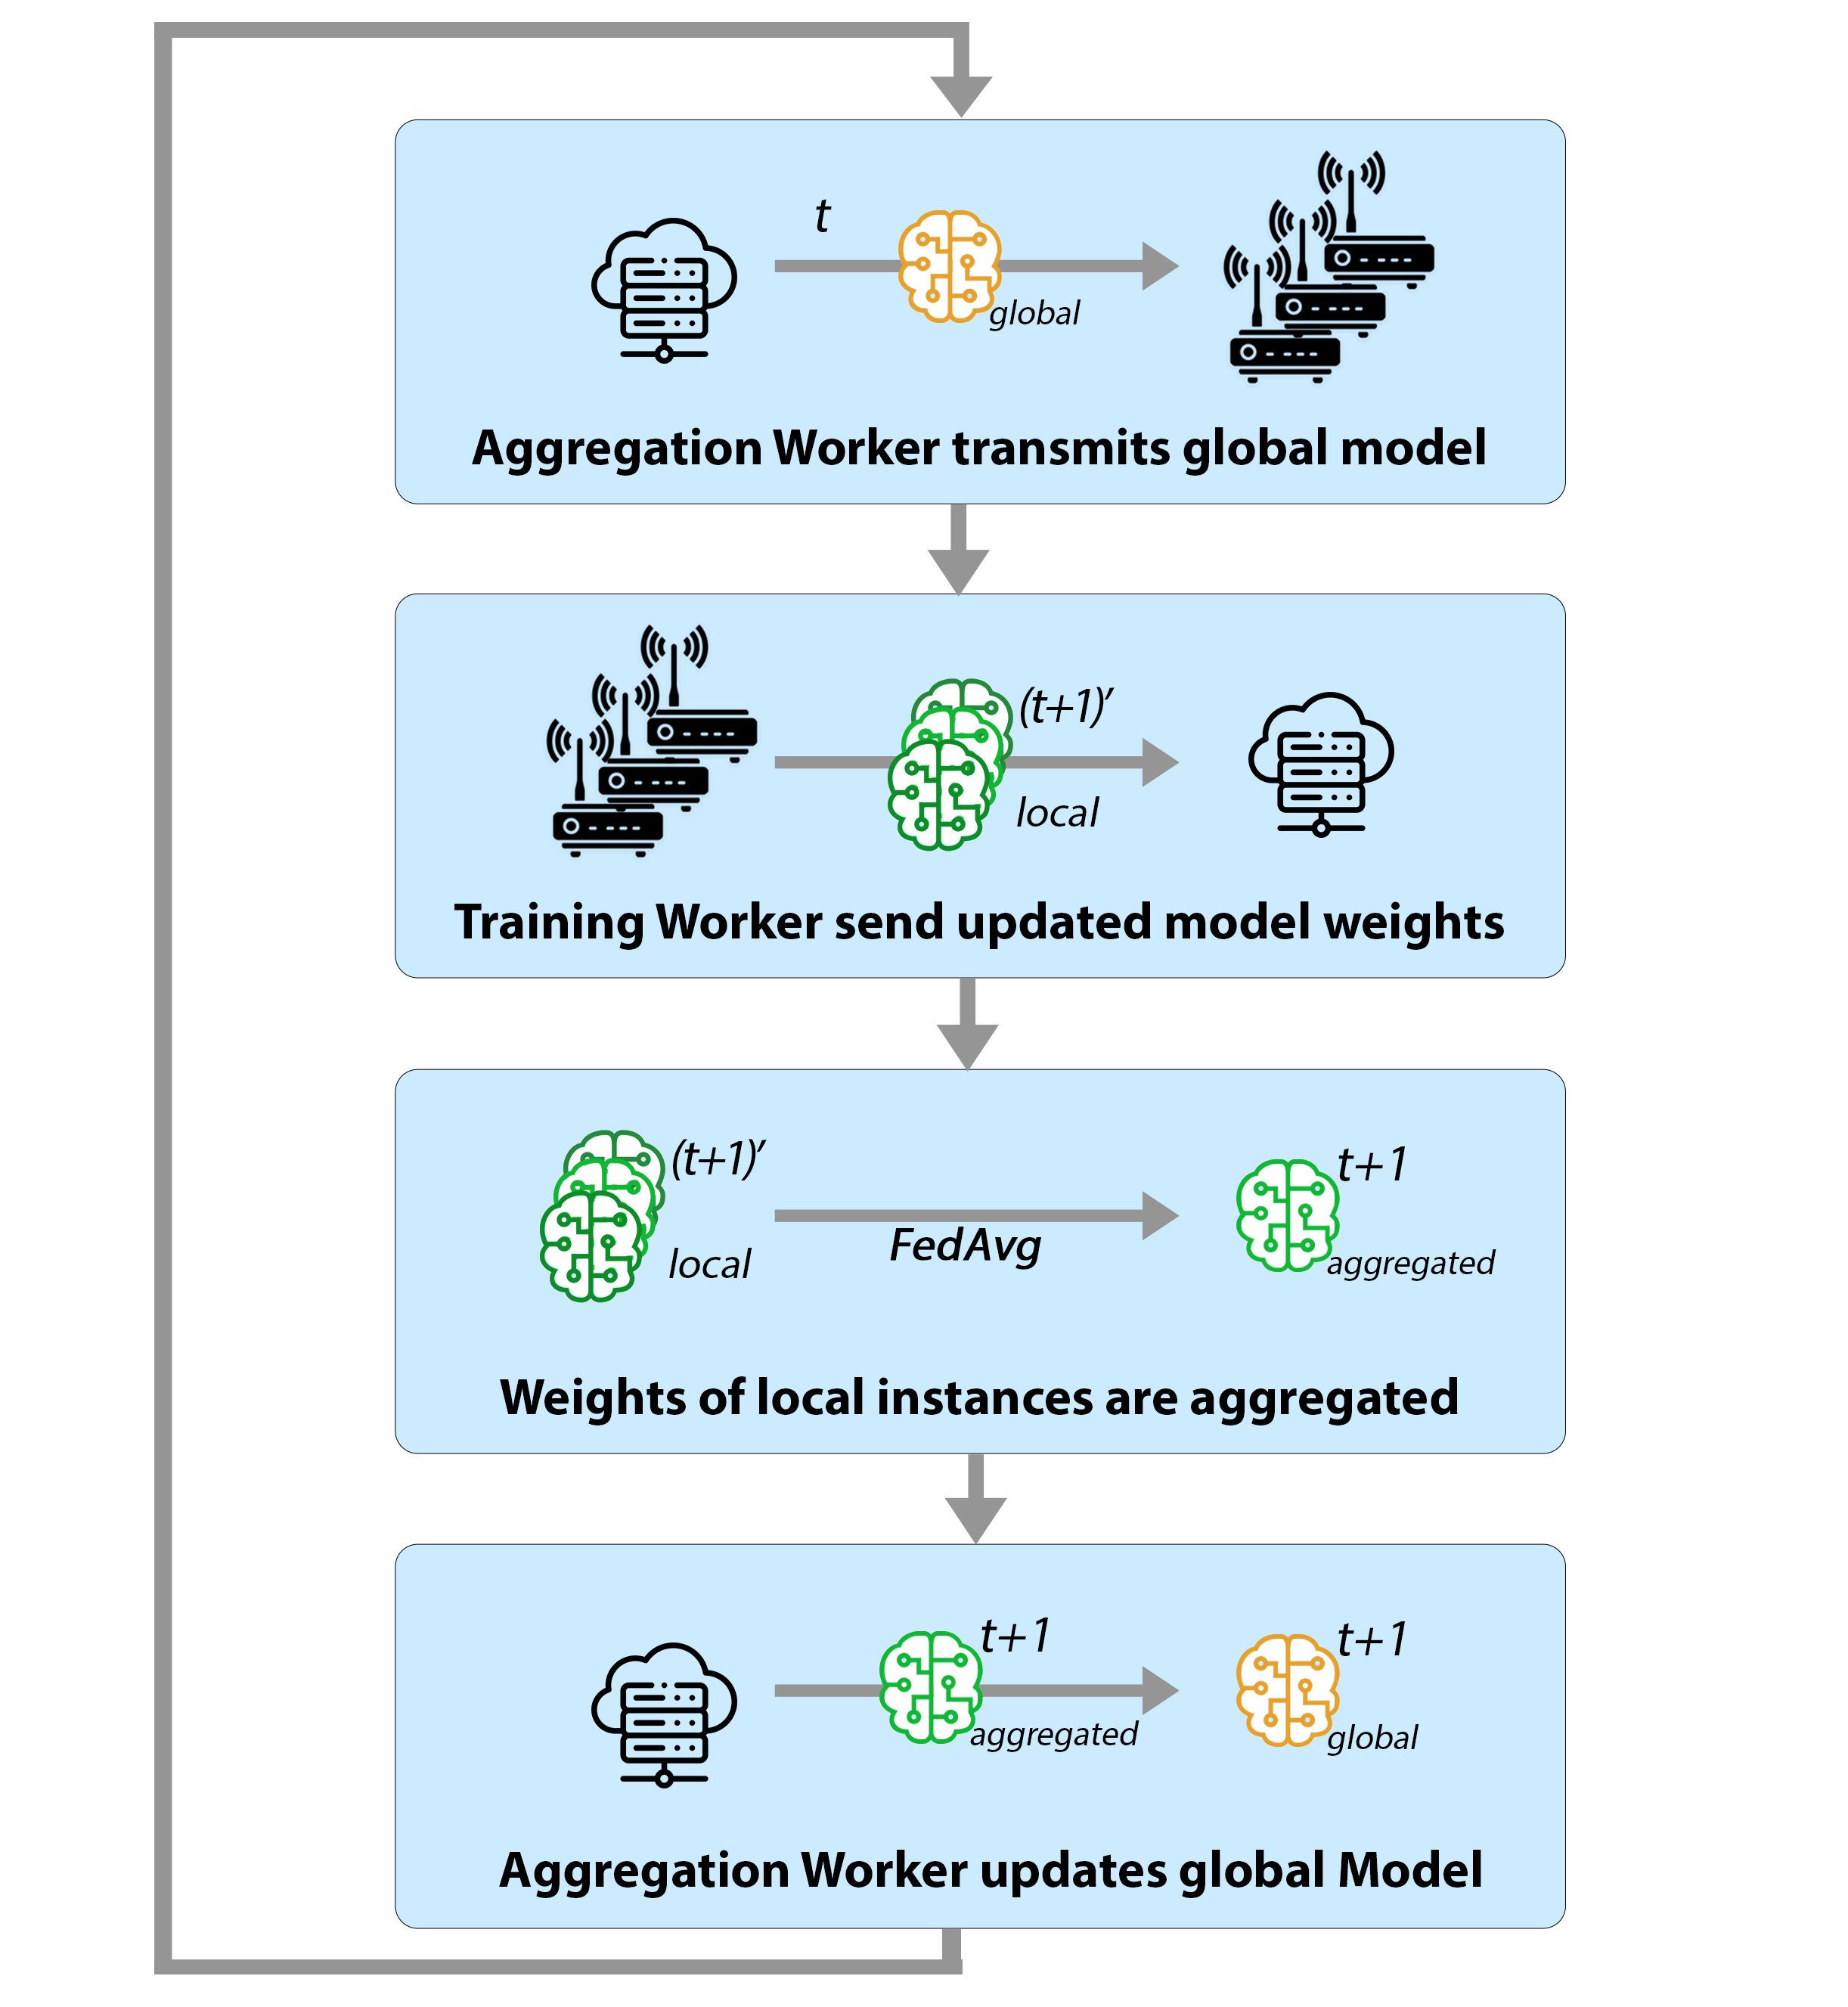 t
global
Aggregation Worker transmits global model
(t+1)′
local
Training Worker send updated model weights
(t+1)′
local
FedAvg
t+1
aggregated
Weights of local instances are aggregated
t+1
aggregated
t+1
global
Aggregation Worker updates global Model